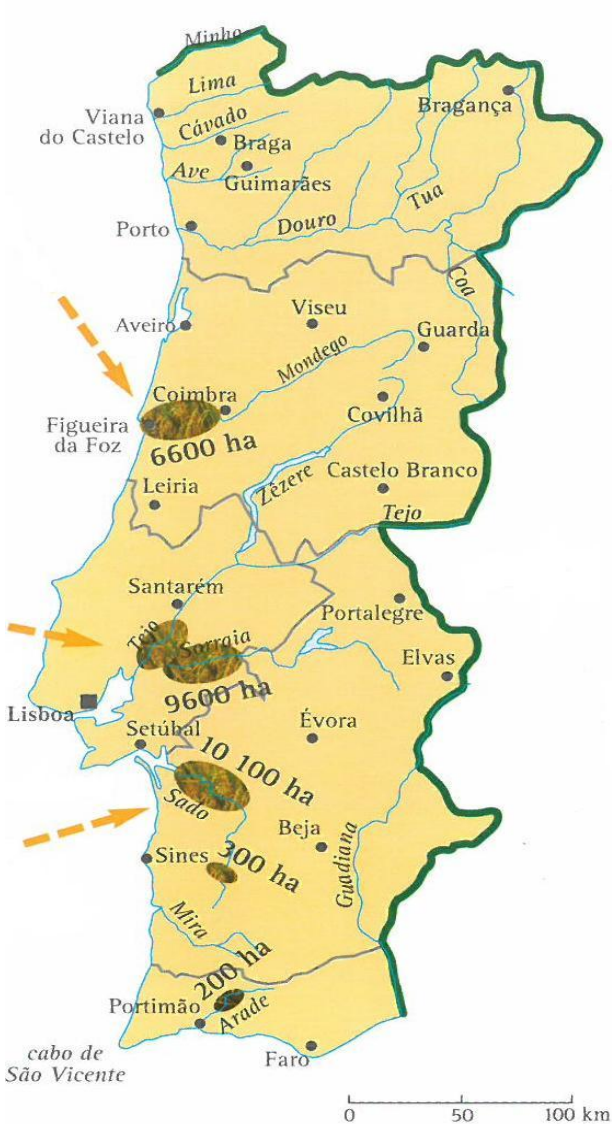 Minho
Lima
Bragança
Viana
do Castelo
Cávado
Braga
Ave
Guimarães
Tua
Porto
Douro
Coa
Viseu
Aveiro
Guarda
Mondego
Coimbra
Covilhã
Figueira
da Foz
6600 ha
Castelo Branco
Leiria
Zêzere
Tejo
Santarém
Portalegre
Tejo
Sorraia
Elvas
9600 ha
Lisboa
Setúbal
Évora
10 100 ha
Sado
Beja
300 ha
Sines
Guadiana
Mira
200 ha
Portimão
Arade
cabo de
São Vicente
Faro
0 50 100 km